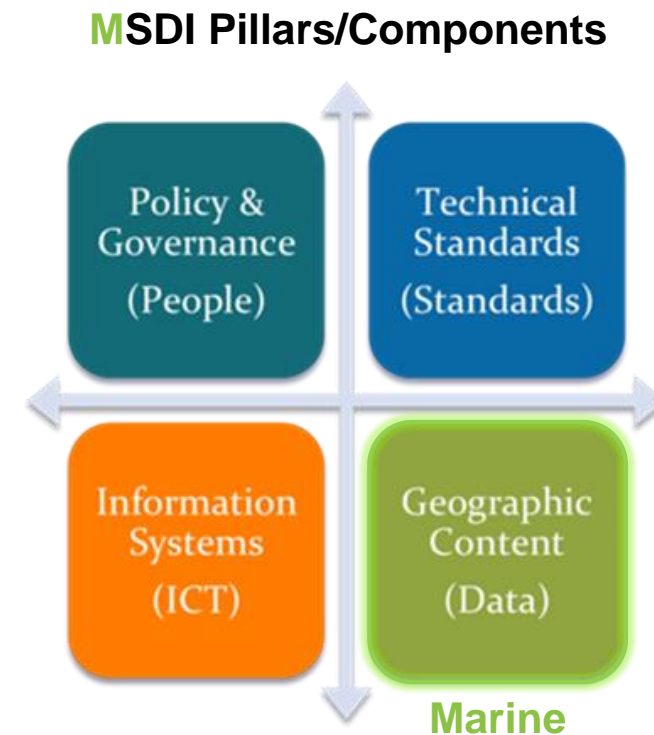 MSDI Pillars/Components
Policy &
Governance
(People)
Technical
Standards
(Standards)
Information
Systems
(ICT)
Geographic
Content
(Data)
Marine